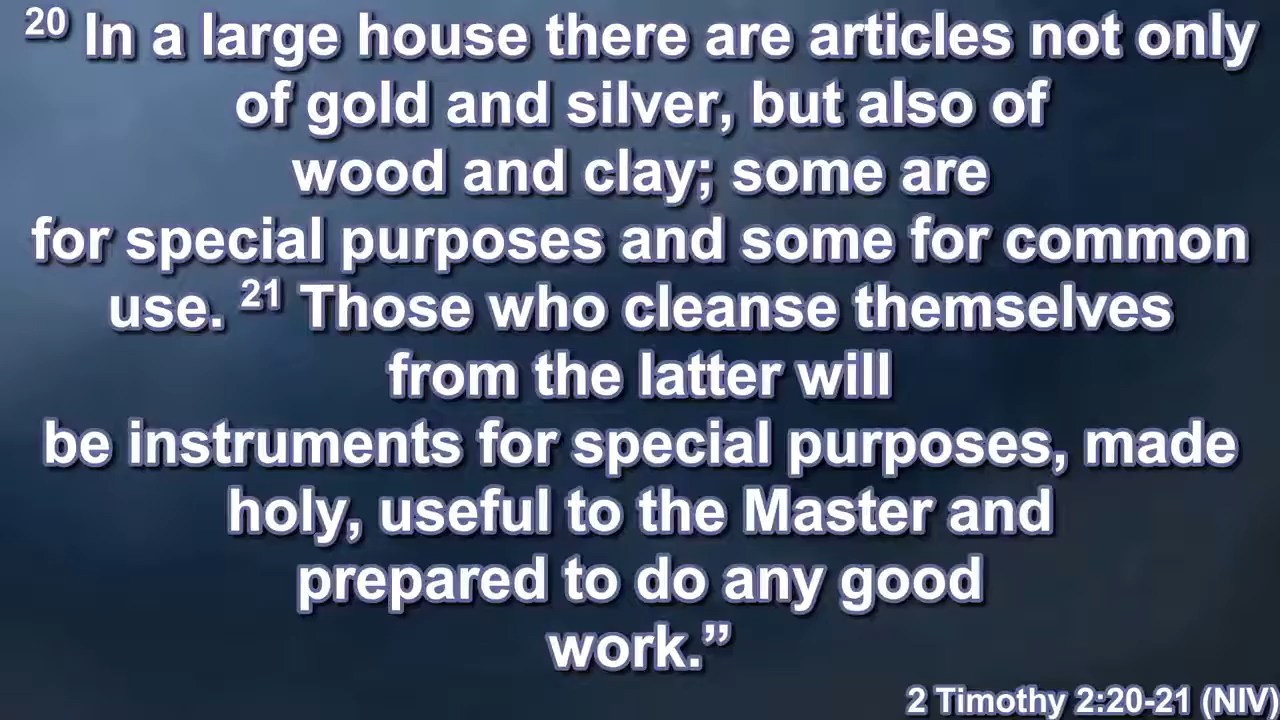 20 In a large house there are articles not only
of gold and silver, but also of
wood and clay; some are
for special purposes and some for common
use. 21 Those who cleanse themselves
from the latter will
be instruments for special purposes, made
holy, useful to the Master and
prepared to do any good
work.”
2 Timothy 2:20-21 (NIV)